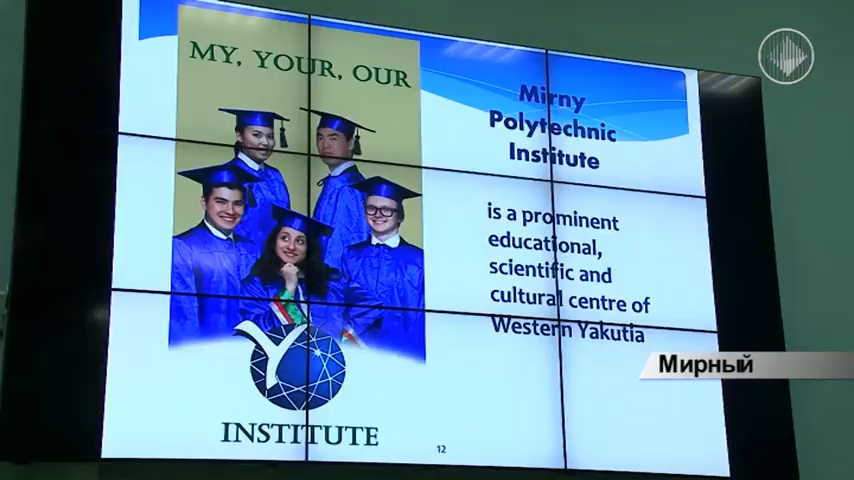 MY, YOUR, OUR
Mirny
Polytechnic
Institute
is a prominent
educational,
scientific and
cultural centre of
Western Yakutia
INSTITUTE
12
Мирный